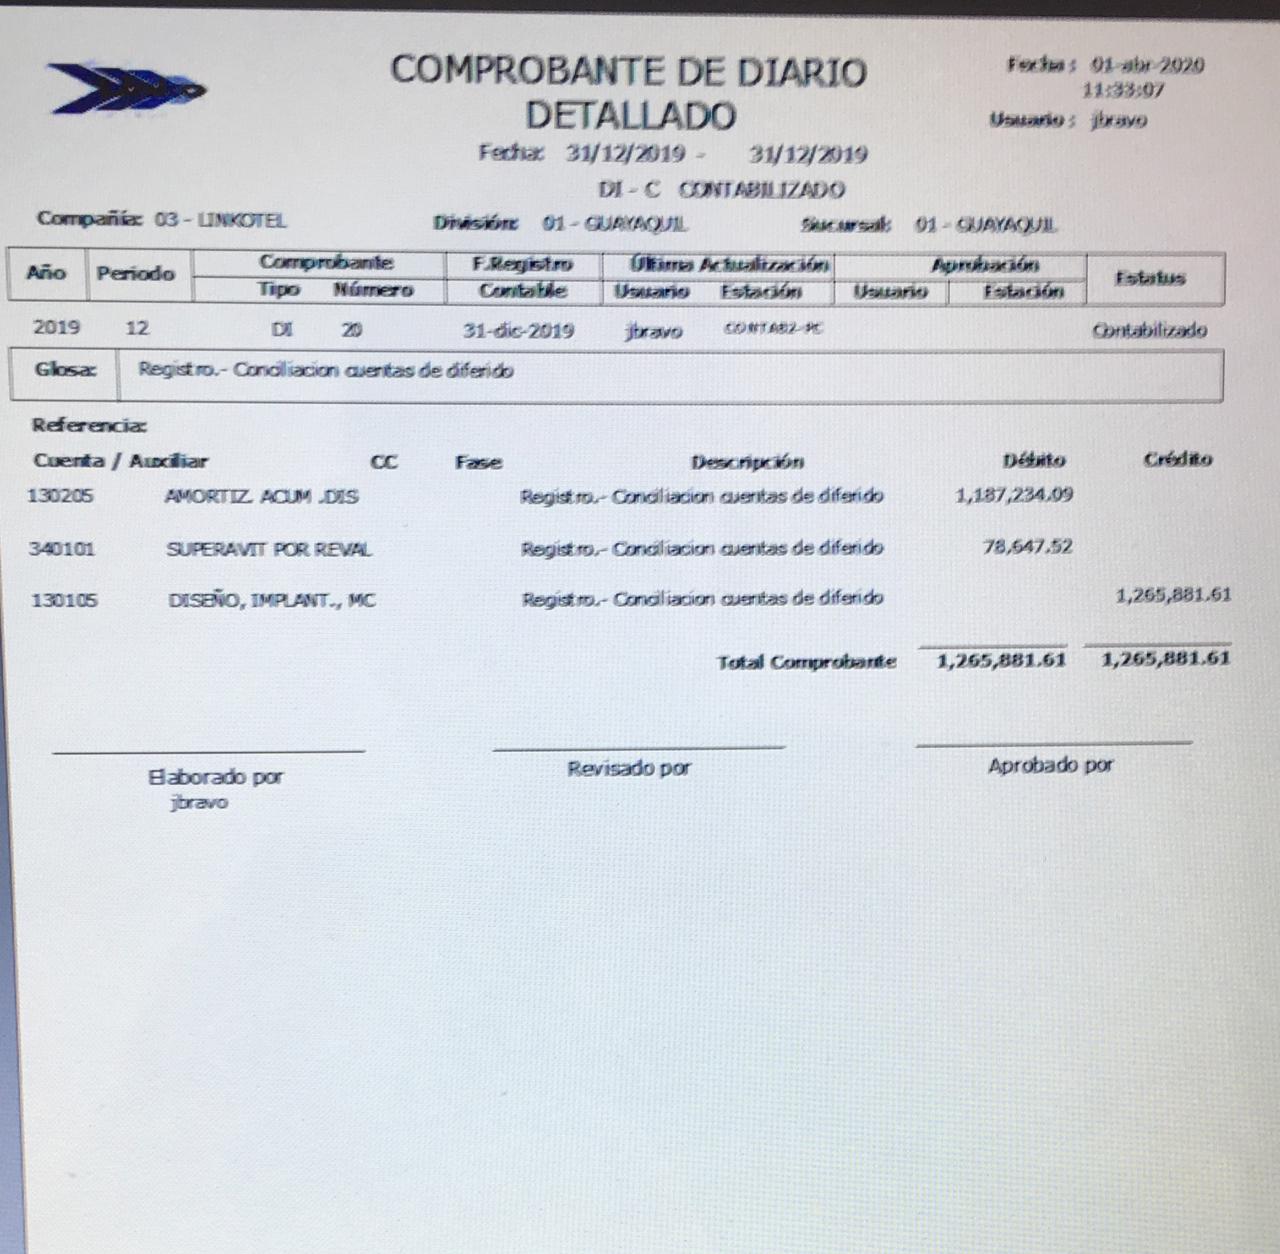 COMPROBANTE DE DIARIO
DETALLADO
Fecha : 01-abr-2020
11:33:07
Usuario : jbravo
Fecha: 31/12/2019 - 31/12/2019
DI - C CONTABILIZADO
Compañía: 03 - LINKOTEL División: 01 - GUAYAQUIL Sucursal: 01 - GUAYAQUIL
Año Periodo Comprobante F.Registro Última Actualización Aprobación Estatus
Tipo Número Contable Usuario Estación Usuario Estación
2019 12 DI 20 31-dic-2019 jbravo CONTAB2-PC Contabilizado
Glosa: Registro.- Conciliacion cuentas de diferido
Referencia:
Cuenta / Auxiliar CC Fase Descripción Débito Crédito
130205 AMORTIZ. ACUM .DIS Registro.- Conciliacion cuentas de diferido 1,187,234.09
340101 SUPERAVIT POR REVAL Registro.- Conciliacion cuentas de diferido 78,647.52
130105 DISEÑO, IMPLANT., MC Registro.- Conciliacion cuentas de diferido 1,265,881.61
Total Comprobante 1,265,881.61 1,265,881.61
Elaborado por Revisado por Aprobado por
jbravo